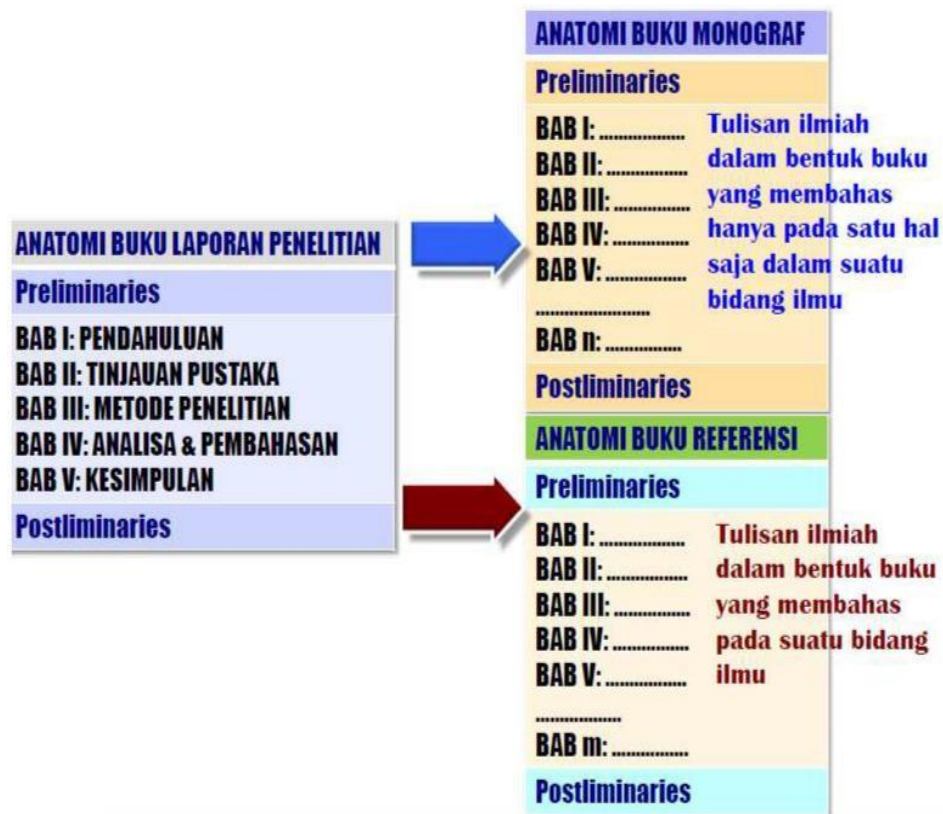 ANATOMI BUKU LAPORAN PENELITIAN
Preliminaries
BAB I: PENDAHULUAN
BAB II: TINJAUAN PUSTAKA
BAB III: METODE PENELITIAN
BAB IV: ANALISA & PEMBAHASAN
BAB V: KESIMPULAN
Postliminaries
ANATOMI BUKU MONOGRAF
Preliminaries
BAB I: .................
BAB II: ................
BAB III: ...............
BAB IV: ...............
BAB V: ................
.......................
BAB n: ...............
Tulisan ilmiah
dalam bentuk buku
yang membahas
hanya pada satu hal
saja dalam suatu
bidang ilmu
Postliminaries
ANATOMI BUKU REFERENSI
Preliminaries
BAB I: .................
BAB II: ................
BAB III: ...............
BAB IV: ...............
BAB V: ................
.................
BAB m: ...............
Tulisan ilmiah
dalam bentuk buku
yang membahas
pada suatu bidang
ilmu
Postliminaries